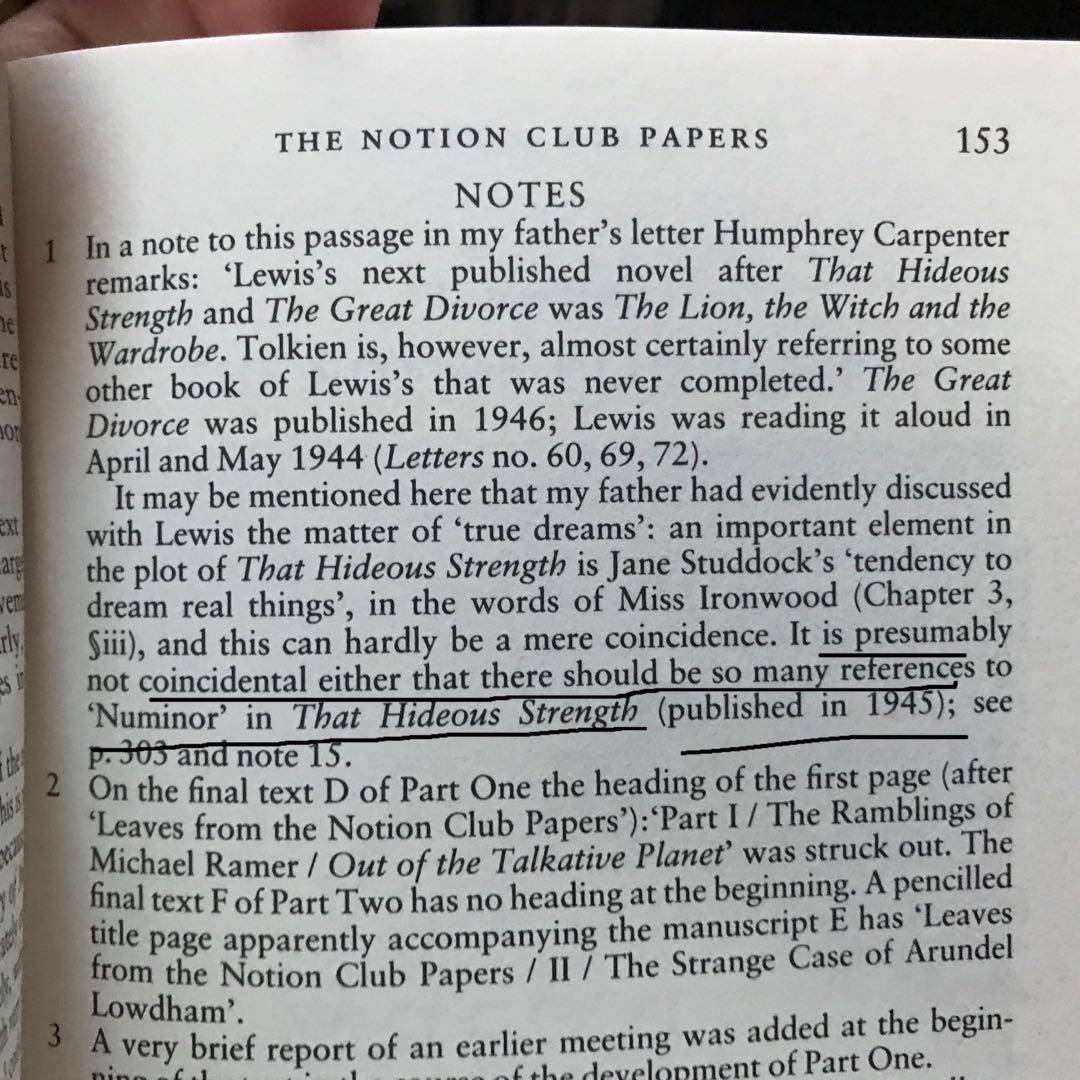 THE NOTION CLUB PAPERS 153
NOTES
1 In a note to this passage in my father's letter Humphrey Carpenter
remarks: 'Lewis's next published novel after That Hideous
Strength and The Great Divorce was The Lion, the Witch and the
Wardrobe. Tolkien is, however, almost certainly referring to some
other book of Lewis's that was never completed.' The Great
Divorce was published in 1946; Lewis was reading it aloud in
April and May 1944 (Letters no. 60, 69, 72).
It may be mentioned here that my father had evidently discussed
with Lewis the matter of 'true dreams': an important element in
the plot of That Hideous Strength is Jane Studdock's 'tendency to
dream real things', in the words of Miss Ironwood (Chapter 3,
§iii), and this can hardly be a mere coincidence. It is presumably
not coincidental either that there should be so many references to
'Numinor' in That Hideous Strength (published in 1945); see
p. 303 and note 15.
2 On the final text D of Part One the heading of the first page (after
'Leaves from the Notion Club Papers'):'Part I / The Ramblings of
Michael Ramer / Out of the Talkative Planet' was struck out. The
final text F of Part Two has no heading at the beginning. A pencilled
title page apparently accompanying the manuscript E has 'Leaves
from the Notion Club Papers / II / The Strange Case of Arundel
Lowdham'.
3 A very brief report of an earlier meeting was added at the begin-
of the development of Part One.